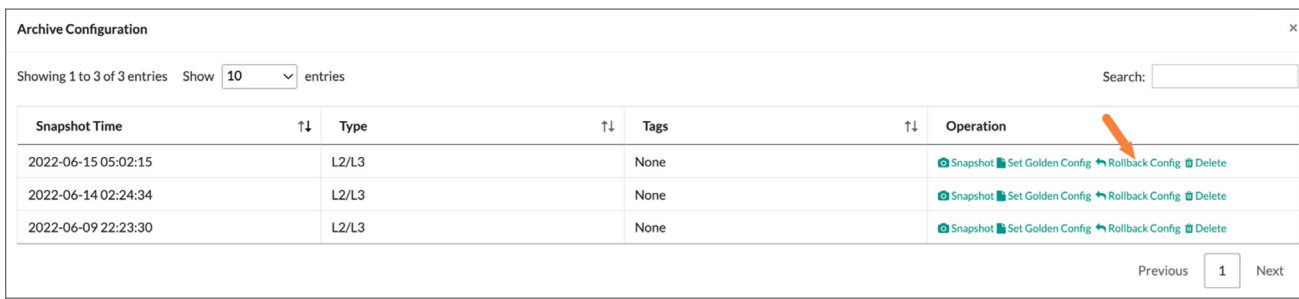 Archive Configuration ×
Showing 1 to 3 of 3 entries Show 10 entries Search:
Snapshot Time Type Tags Operation
2022-06-15 05:02:15 L2/L3 None Snapshot Set Golden Config Rollback Config Delete
2022-06-14 02:24:34 L2/L3 None Snapshot Set Golden Config Rollback Config Delete
2022-06-09 22:23:30 L2/L3 None Snapshot Set Golden Config Rollback Config Delete
Previous 1 Next